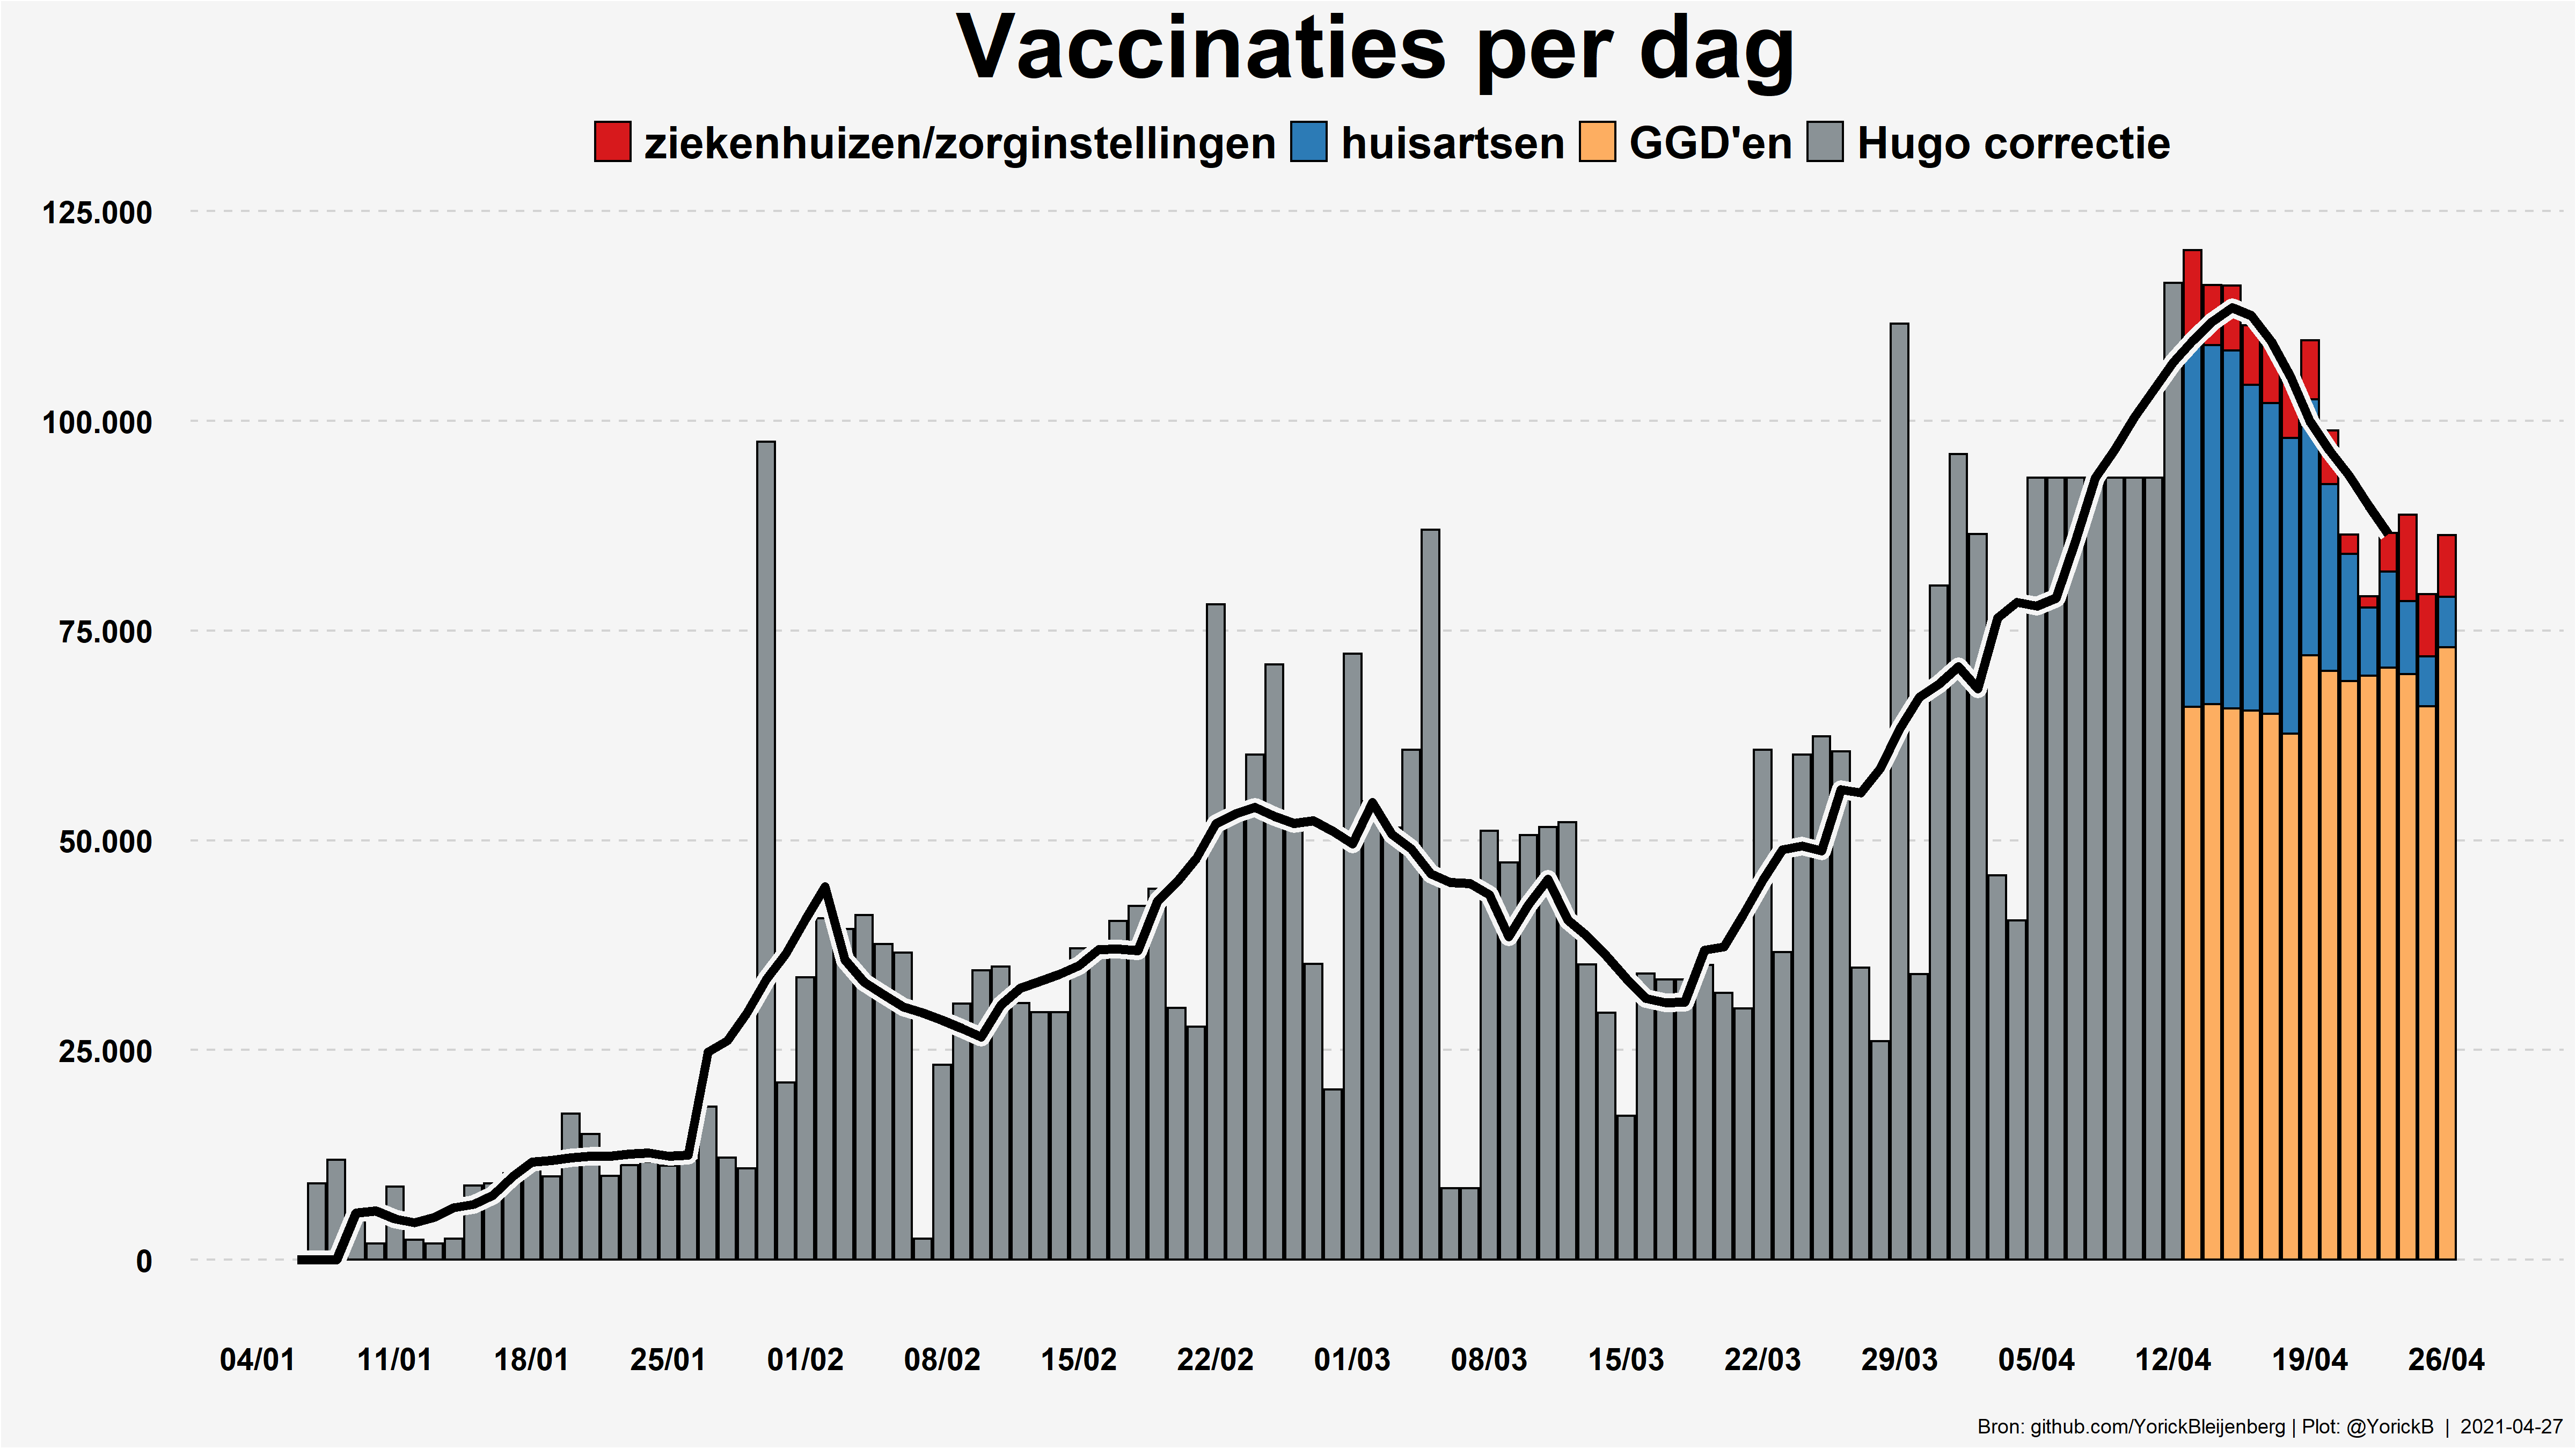 Vaccinaties per dag
ziekenhuizen/zorginstellingen huisartsen GGD'en Hugo correctie
125.000
100.000
75.000
50.000
25.000
0
04/01 11/01 18/01 25/01 01/02 08/02 15/02 22/02 01/03 08/03 15/03 22/03 29/03 05/04 12/04 19/04 26/04
Bron: github.com/YorickBleijenberg | Plot: @YorickB | 2021-04-27